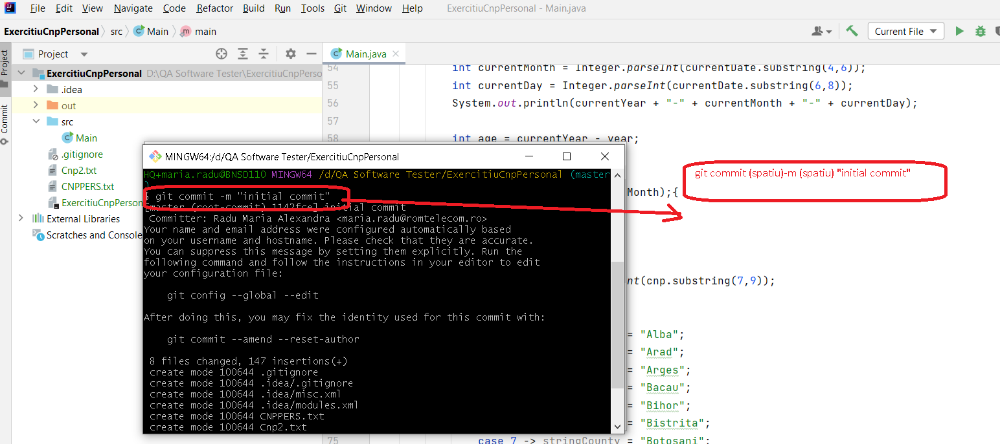 File Edit View Navigate Code Refactor Build Run Tools Git Window Help ExercitiuCnpPersonal - Main.java
ExercitiuCnpPersonal src Main main Current File
Project Main.java
Project
Commit
ExercitiuCnpPersonal D:\QA Software Tester\ExercitiuCnpPerso
.idea
out
src
Main
.gitignore
Cnp2.txt
CNPPERS.txt
ExercitiuCnpPerson
External Libraries
Scratches and Console
54 int currentMonth = Integer.parseInt(currentDate.substring(4,6));
55 int currentDay = Integer.parseInt(currentDate.substring(6,8));
56 System.out.println(currentYear + "-" + currentMonth + "-" + currentDay);
57
58 int age = currentYear - year;
Month);{
nt(cnp.substring(7,9));
= "Alba";
= "Arad";
= "Arges";
= "Bacau";
= "Bihor";
= "Bistrita";
75 case 7 -> stringCounty = "Botosani";
git commit (spatiu)-m (spatiu) "initial commit"
MINGW64:/d/QA Software Tester/ExercitiuCnpPersonal
HQ+maria.radu@BNSD110 MINGW64 /d/QA Software Tester/ExercitiuCnpPersonal (master
)
$ git commit -m "initial commit"
[master (root-commit) 1142fce] initial commit
Committer: Radu Maria Alexandra <maria.radu@romtelecom.ro>
Your name and email address were configured automatically based
on your username and hostname. Please check that they are accurate.
You can suppress this message by setting them explicitly. Run the
following command and follow the instructions in your editor to edit
your configuration file:
git config --global --edit
After doing this, you may fix the identity used for this commit with:
git commit --amend --reset-author
8 files changed, 147 insertions(+)
create mode 100644 .gitignore
create mode 100644 .idea/.gitignore
create mode 100644 .idea/misc.xml
create mode 100644 .idea/modules.xml
create mode 100644 CNPPERS.txt
create mode 100644 Cnp2.txt